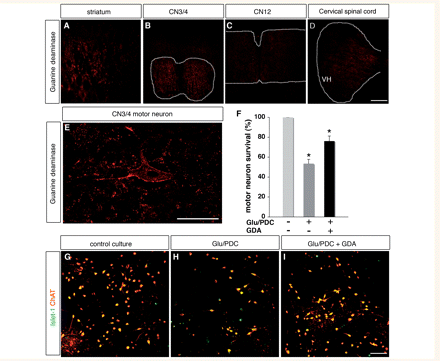 striatum CN3/4 CN12 Cervical spinal cord
Guanine deaminase
A B C D
VH
CN3/4 motor neuron
Guanine deaminase
E
F
motor neuron survival (%)
100
80
60
40
20
0
* *
Glu/PDC - + +
GDA - - +
control culture Glu/PDC Glu/PDC + GDA
islet-1 ChAT
G H I